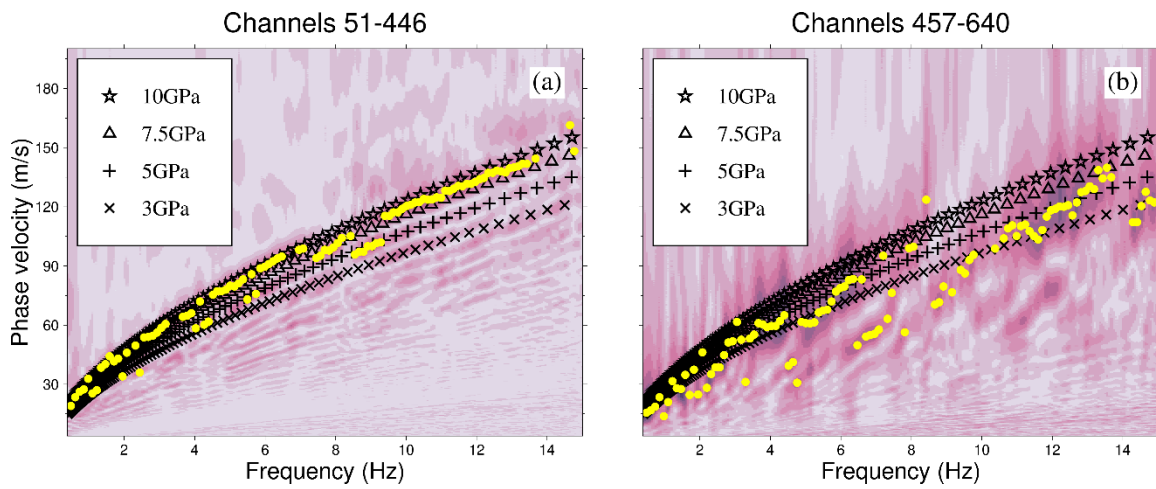 Channels 51-446
Channels 457-640
(a)
10GPa
7.5GPa
5GPa
3GPa
(b)
10GPa
7.5GPa
5GPa
3GPa
180
150
120
90
60
30
Phase velocity (m/s)
2 4 6 8 10 12 14
2 4 6 8 10 12 14
Frequency (Hz)
Frequency (Hz)